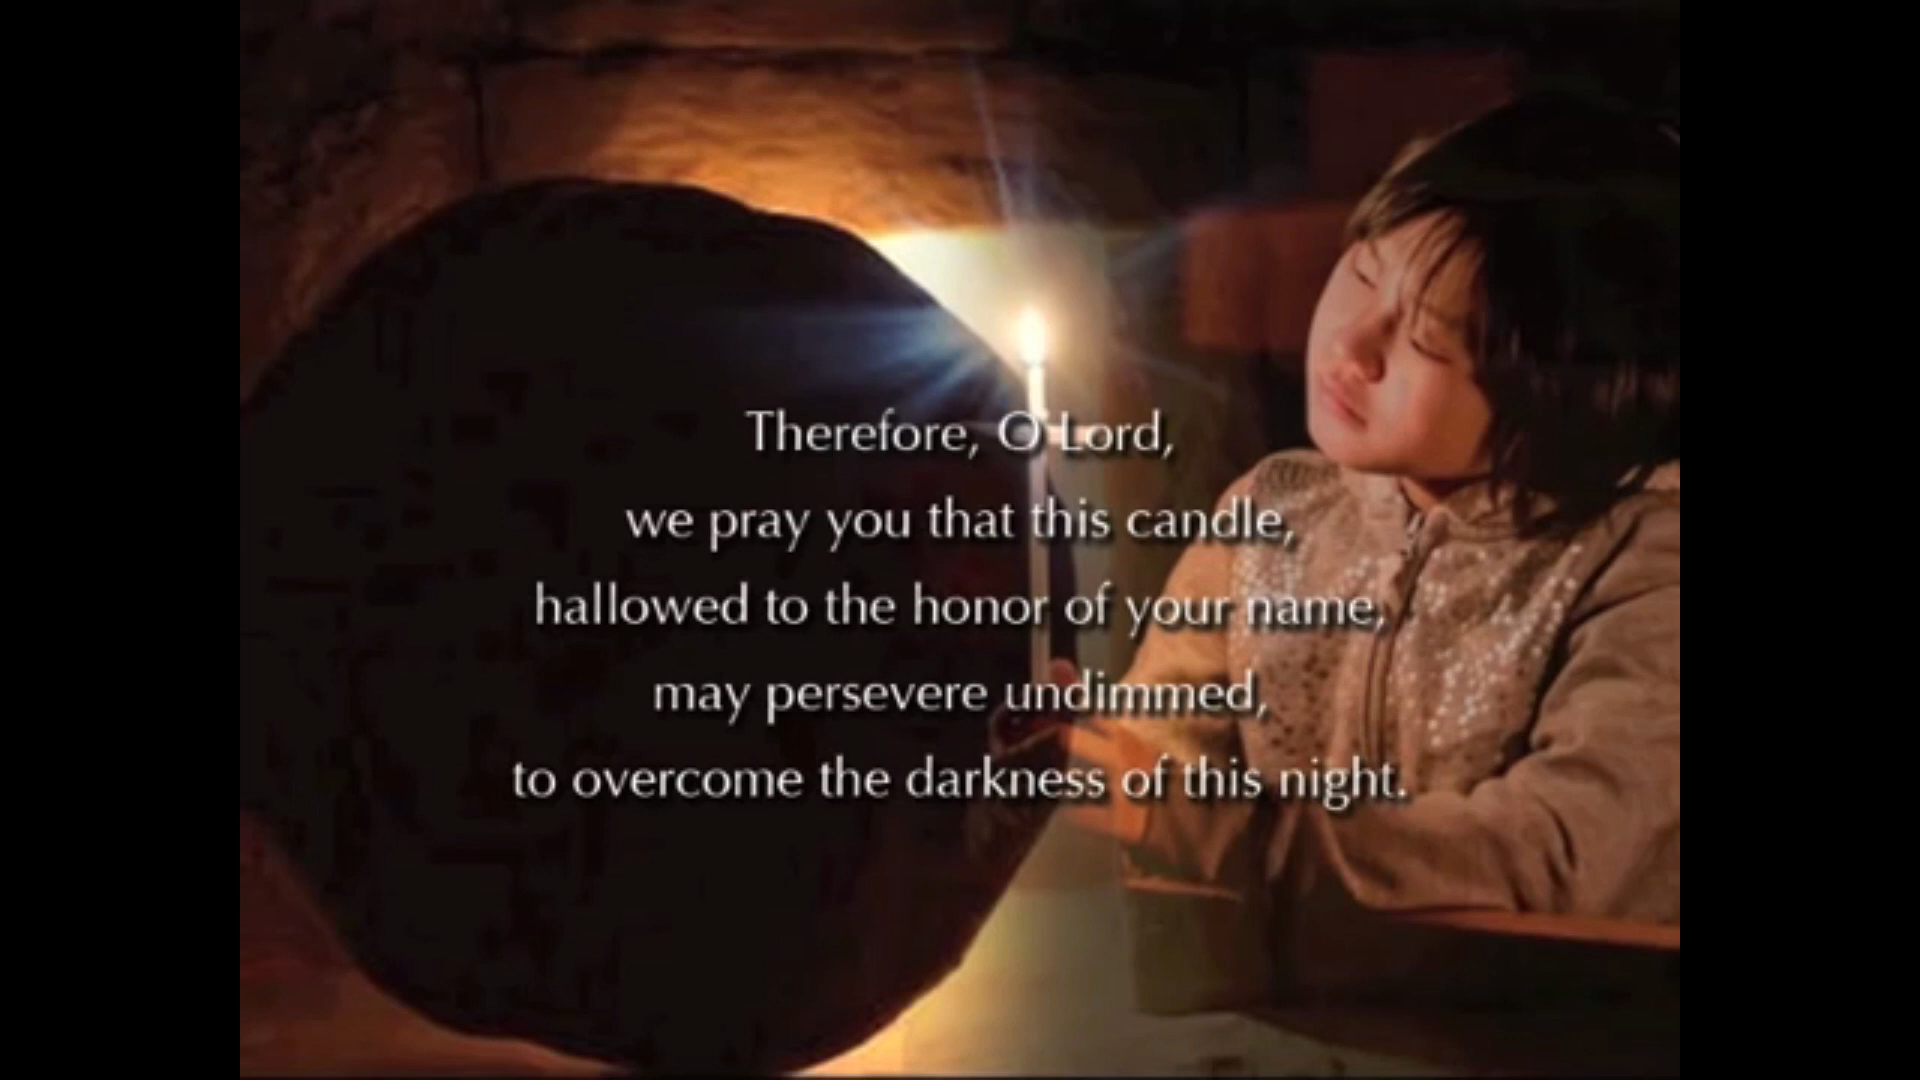 Therefore, O Lord,
we pray you that this candle,
hallowed to the honor of your name,
may persevere undimmed,
to overcome the darkness of this night.